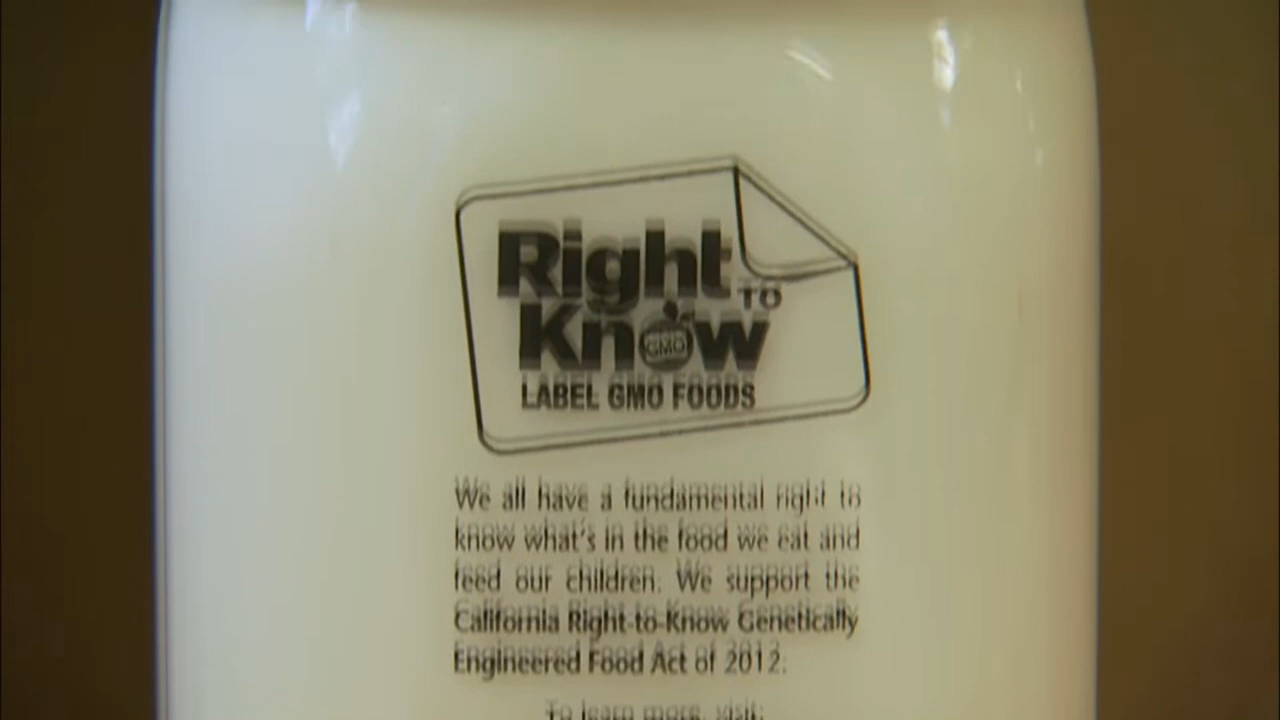 Right
TO
Know
GMO
LABEL GMO FOODS
We all have a fundamental right to
know what's in the food we eat and
feed our children. We support the
California Right-to-Know Genetically
Engineered Food Act of 2012.
To learn more, visit: